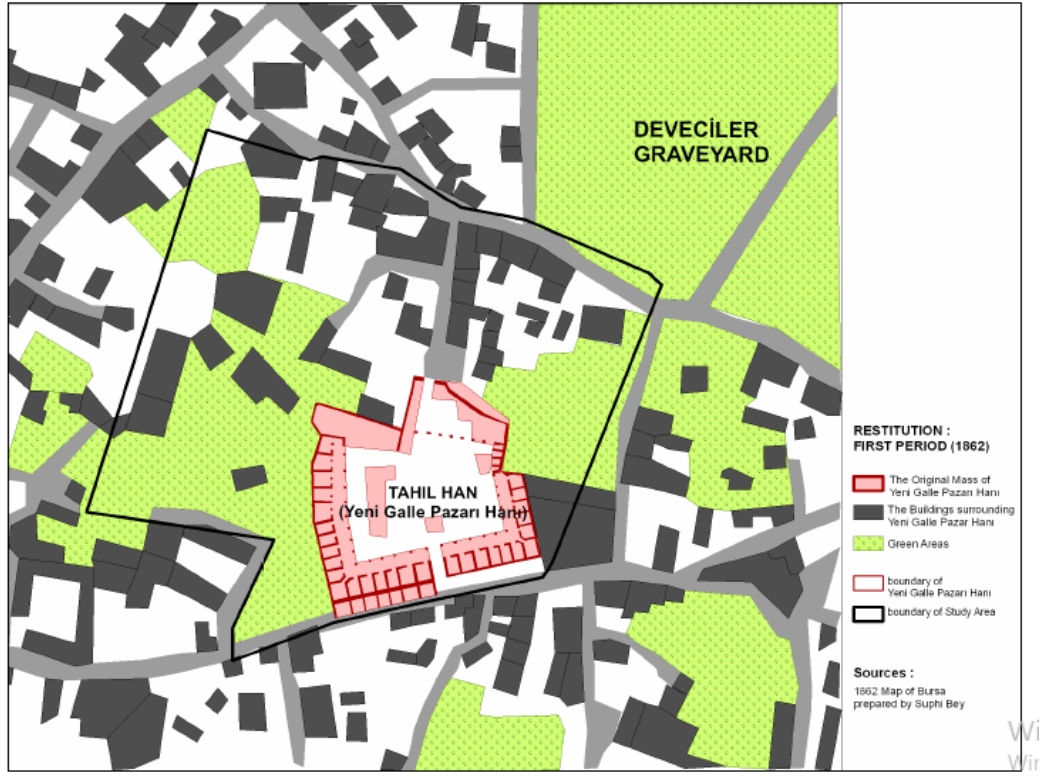 DEVECİLER
GRAVEYARD
TAHIL HAN
(Yeni Galle Pazarı Hanı)
RESTITUTION :
FIRST PERIOD (1862)
The Original Mass of
Yeni Galle Pazarı Hanı
The Buildings surrounding
Yeni Galle Pazar Hanı
Green Areas
boundary of
Yeni Galle Pazarı Hanı
boundary of Study Area
Sources :
1862 Map of Bursa
prepared by Suphi Bey